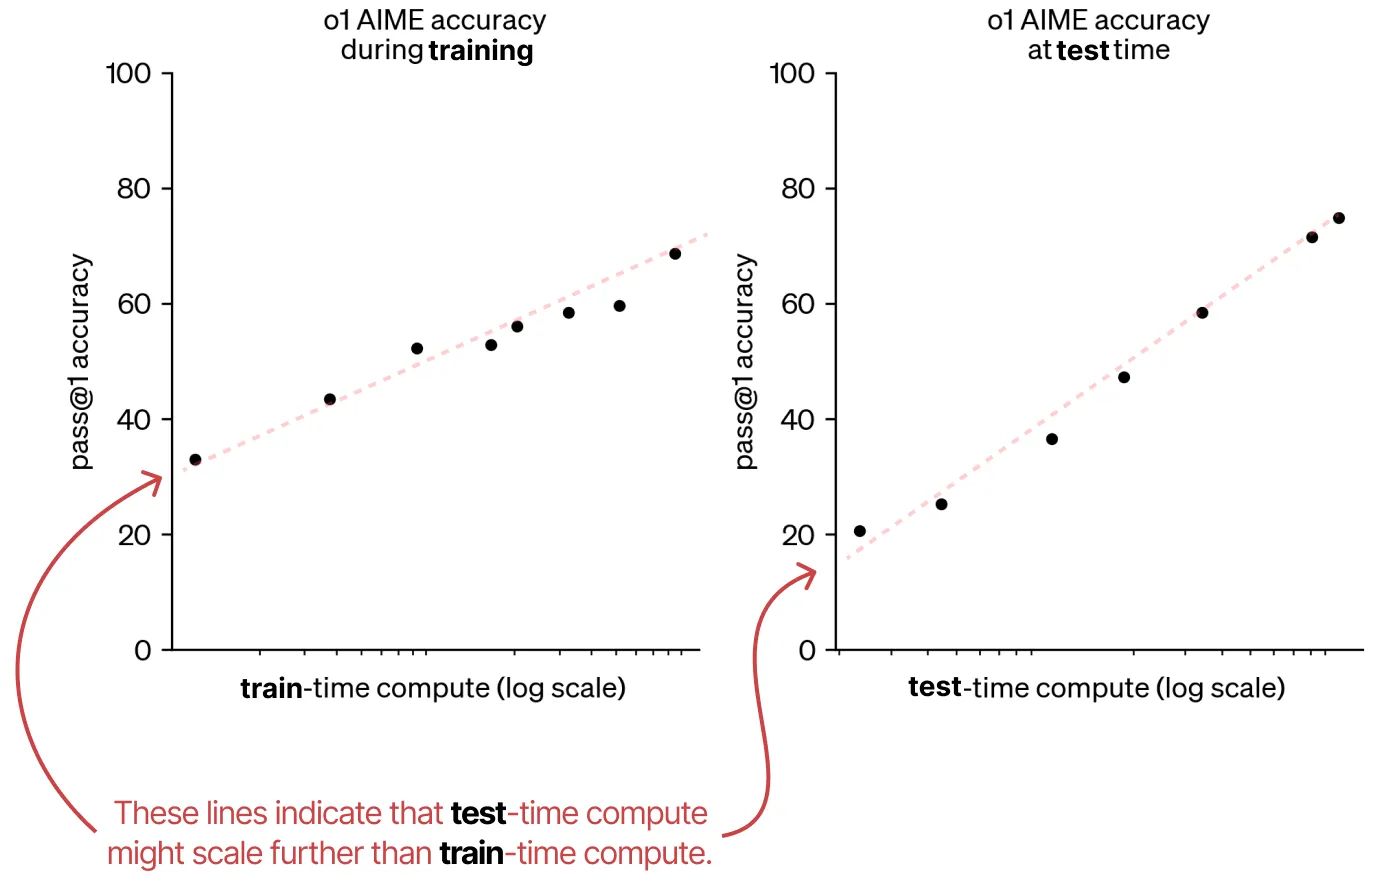 o1 AIME accuracy
during training
100
80
60
40
20
0
pass@1 accuracy
train-time compute (log scale)
o1 AIME accuracy
at test time
100
80
60
40
20
0
pass@1 accuracy
test-time compute (log scale)
These lines indicate that test-time compute
might scale further than train-time compute.